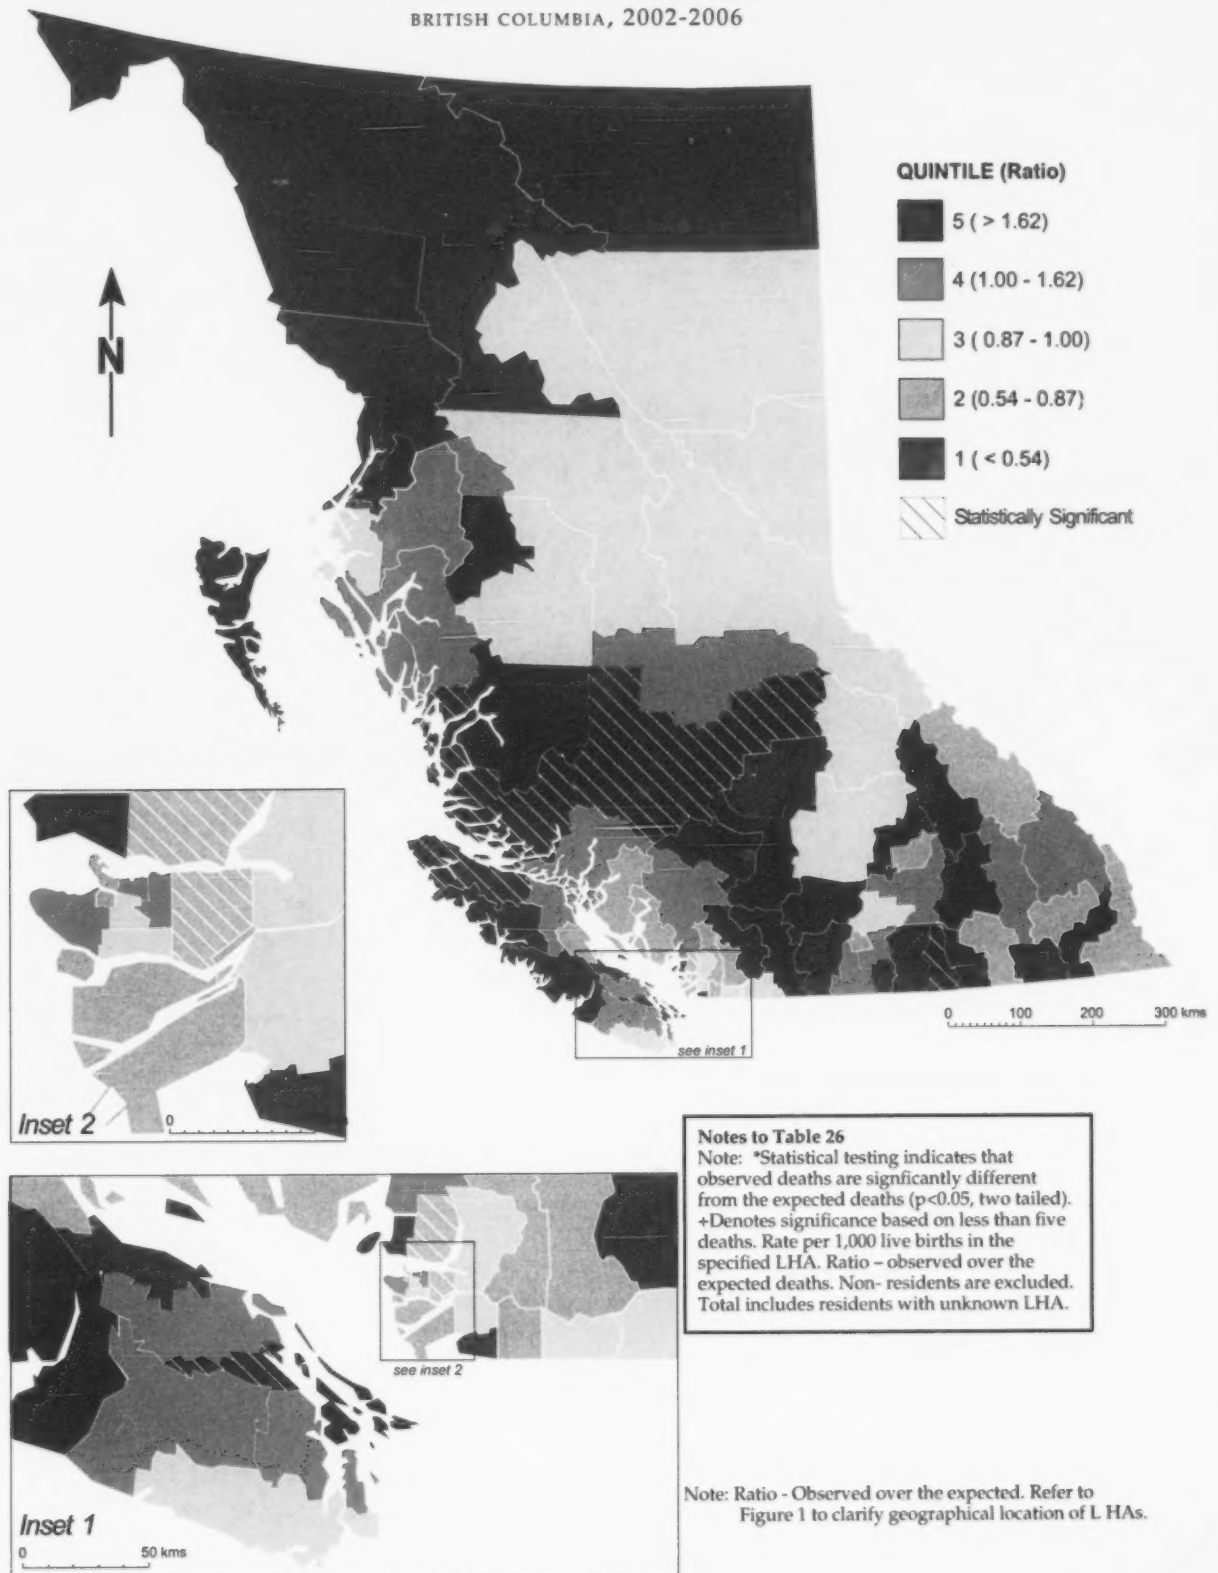 BRITISH COLUMBIA, 2002-2006
QUINTILE (Ratio)
5 ( > 1.62)
4 (1.00 - 1.62)
3 ( 0.87 - 1.00)
2 (0.54 - 0.87)
1 ( < 0.54)
Statistically Significant
N
0 100 200 300 kms
see inset 1
Inset 2
0
Notes to Table 26
Note: *Statistical testing indicates that
observed deaths are signficantly different
from the expected deaths (p<0.05, two tailed).
+Denotes significance based on less than five
deaths. Rate per 1,000 live births in the
specified LHA. Ratio – observed over the
expected deaths. Non- residents are excluded.
Total includes residents with unknown LHA.
see inset 2
Inset 1
0 50 kms
Note: Ratio - Observed over the expected. Refer to
Figure 1 to clarify geographical location of L HAs.